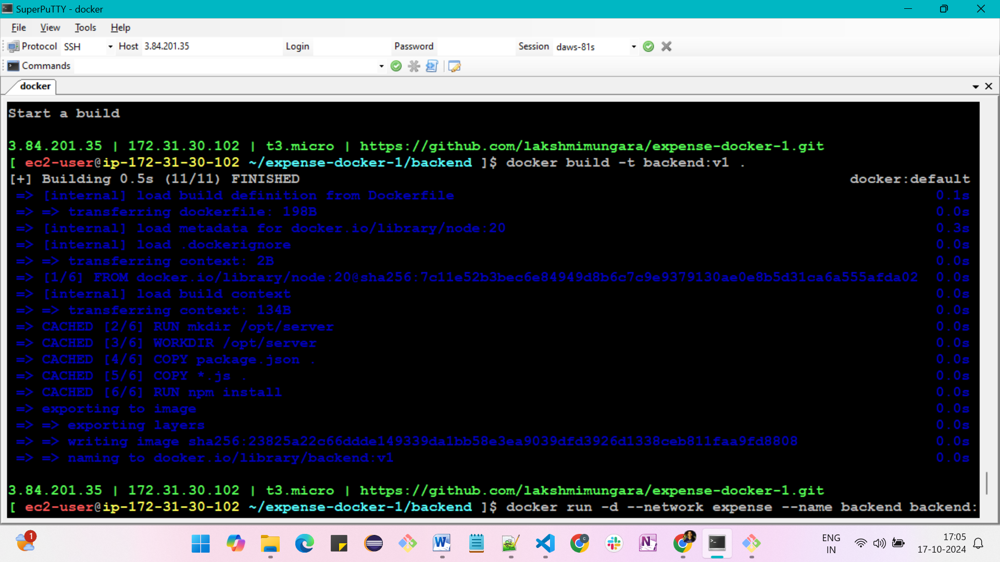 SuperPuTTY - docker
File View Tools Help
Protocol SSH Host 3.84.201.35 Login Password Session daws-81s
Commands
docker
Start a build
3.84.201.35 | 172.31.30.102 | t3.micro | https://github.com/lakshmimungara/expense-docker-1.git
[ ec2-user@ip-172-31-30-102 ~/expense-docker-1/backend ]$ docker build -t backend:v1 .
[+] Building 0.5s (11/11) FINISHED docker:default
=> [internal] load build definition from Dockerfile 0.1s
=> => transferring dockerfile: 198B 0.0s
=> [internal] load metadata for docker.io/library/node:20 0.3s
=> [internal] load .dockerignore 0.0s
=> => transferring context: 2B 0.0s
=> [1/6] FROM docker.io/library/node:20@sha256:7c11e52b3bec6e84949d8b6c7c9e9379130ae0e8b5d31ca6a555afda02 0.0s
=> [internal] load build context 0.0s
=> => transferring context: 134B 0.0s
=> CACHED [2/6] RUN mkdir /opt/server 0.0s
=> CACHED [3/6] WORKDIR /opt/server 0.0s
=> CACHED [4/6] COPY package.json . 0.0s
=> CACHED [5/6] COPY *.js . 0.0s
=> CACHED [6/6] RUN npm install 0.0s
=> exporting to image 0.0s
=> => exporting layers 0.0s
=> => writing image sha256:23825a22c66ddde149339da1bb58e3ea9039dfd3926d1338ceb811faa9fd8808 0.0s
=> => naming to docker.io/library/backend:v1 0.0s
3.84.201.35 | 172.31.30.102 | t3.micro | https://github.com/lakshmimungara/expense-docker-1.git
[ ec2-user@ip-172-31-30-102 ~/expense-docker-1/backend ]$ docker run -d --network expense --name backend backend:
1
ENG
IN
17:05
17-10-2024